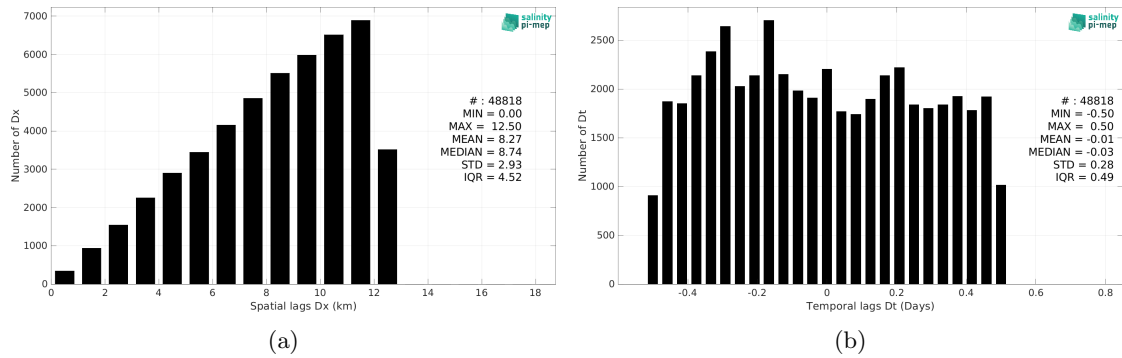 salinity
pi-mep
7000
6000
5000
4000
3000
2000
1000
0
Number of Dx
# : 48818
MIN = 0.00
MAX = 12.50
MEAN = 8.27
MEDIAN = 8.74
STD = 2.93
IQR = 4.52
0 2 4 6 8 10 12 14 16 18
Spatial lags Dx (km)
(a)
salinity
pi-mep
2500
2000
1500
1000
500
0
Number of Dt
# : 48818
MIN = -0.50
MAX = 0.50
MEAN = -0.01
MEDIAN = -0.03
STD = 0.28
IQR = 0.49
-0.4 -0.2 0 0.2 0.4 0.6 0.8
Temporal lags Dt (Days)
(b)